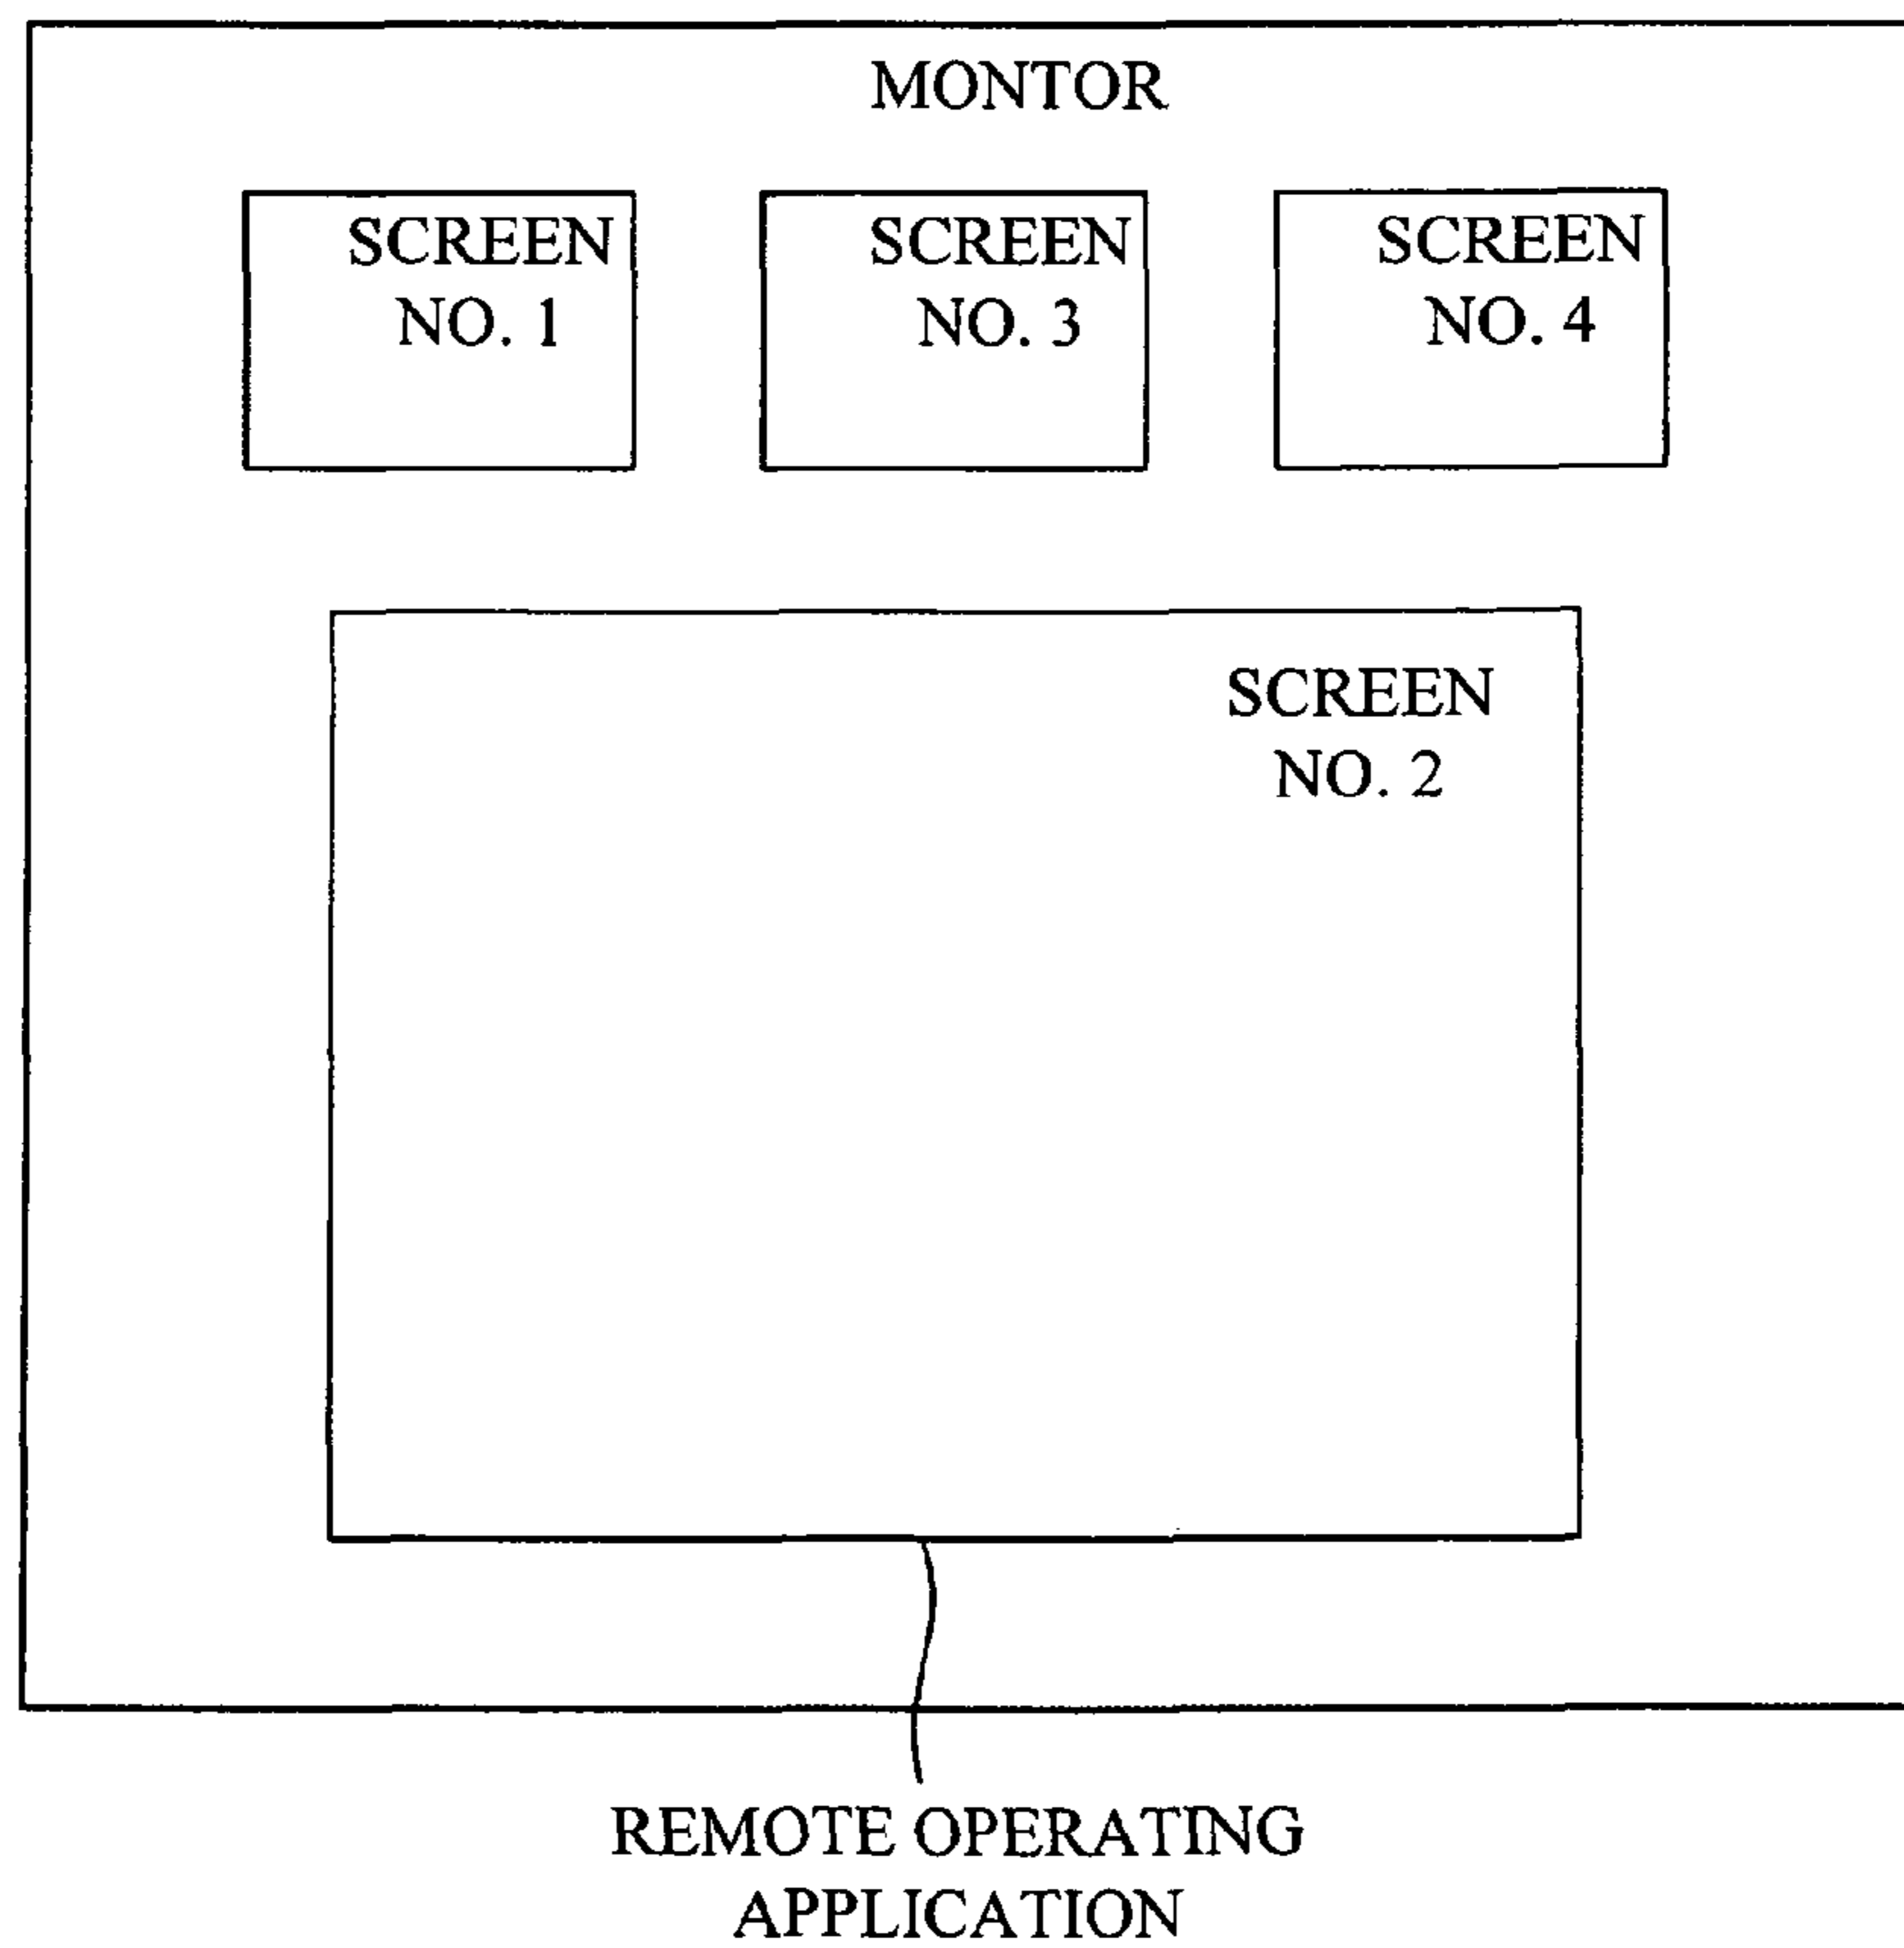 MONTOR
SCREEN
NO. 1
SCREEN
NO. 3
SCREEN
NO. 4
SCREEN
NO. 2
REMOTE OPERATING
APPLICATION